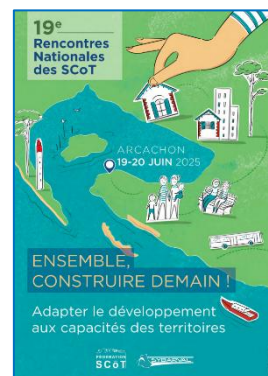 19e
Rencontres
Nationales
des SCoT
ARCACHON
19-20 JUIN 2025
ENSEMBLE,
CONSTRUIRE DEMAIN !
Adapter le développement
aux capacités des territoires
FÉDÉRATION
SCoT